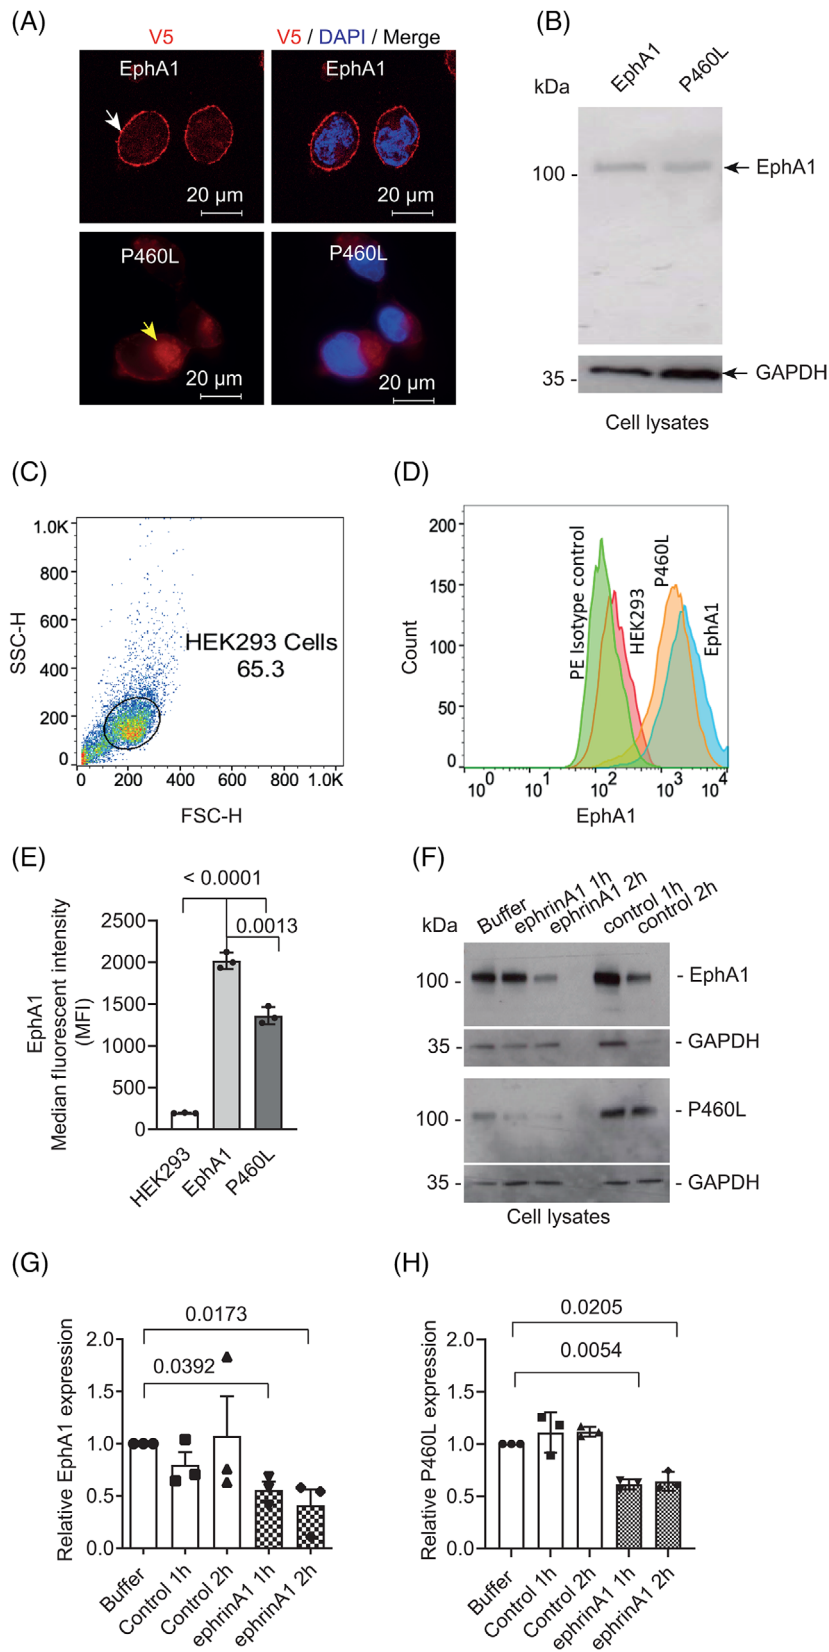 (A)
V5
V5 / DAPI / Merge
EphA1
EphA1
20 µm
20 µm
P460L
P460L
20 µm
20 µm
(B)
EphA1
P460L
kDa
100
EphA1
35
GAPDH
Cell lysates
(C)
1.0K
800
600
400
200
0
SSC-H
HEK293 Cells
65.3
0 200 400 600 800 1.0K
FSC-H
(D)
200
150
100
50
0
Count
PE Isotype control
HEK293
P460L
EphA1
10^0 10^1 10^2 10^3 10^4
EphA1
(E)
< 0.0001
0.0013
2500
2000
1500
1000
500
0
EphA1
Median fluorescent intensity
(MFI)
HEK293
EphA1
P460L
(F)
Buffer
ephrinA1 1h
ephrinA1 2h
control 1h
control 2h
kDa
100 -
- EphA1
35 -
- GAPDH
100 -
- P460L
35 -
- GAPDH
Cell lysates
(G)
0.0173
0.0392
2.0
1.5
1.0
0.5
0.0
Relative EphA1 expression
Buffer
Control 1h
Control 2h
ephrinA1 1h
ephrinA1 2h
(H)
0.0205
0.0054
2.0
1.5
1.0
0.5
0.0
Relative P460L expression
Buffer
Control 1h
Control 2h
ephrinA1 1h
ephrinA1 2h